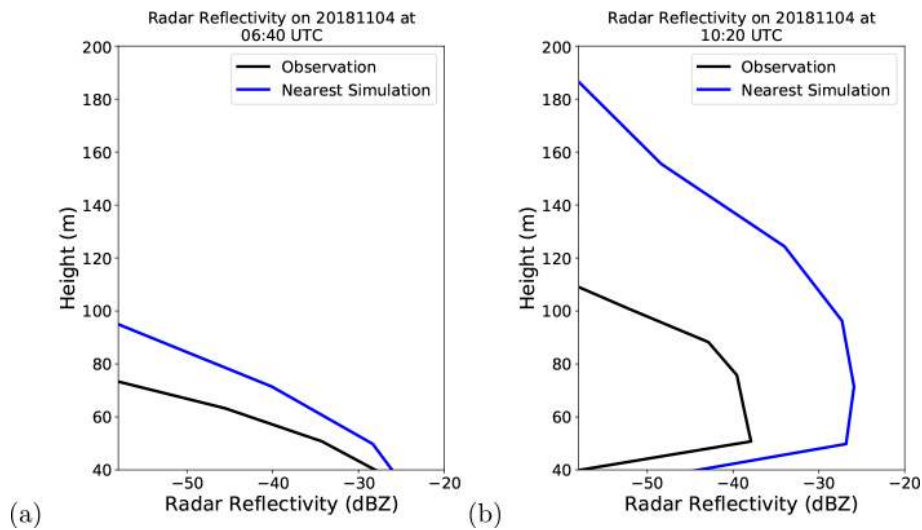 Radar Reflectivity on 20181104 at
06:40 UTC
200
180
160
140
120
100
80
60
40
Height (m)
Observation
Nearest Simulation
−50
−40
−30
−20
Radar Reflectivity (dBZ)
(a)
Radar Reflectivity on 20181104 at
10:20 UTC
200
180
160
140
120
100
80
60
40
Height (m)
Observation
Nearest Simulation
−50
−40
−30
−20
Radar Reflectivity (dBZ)
(b)